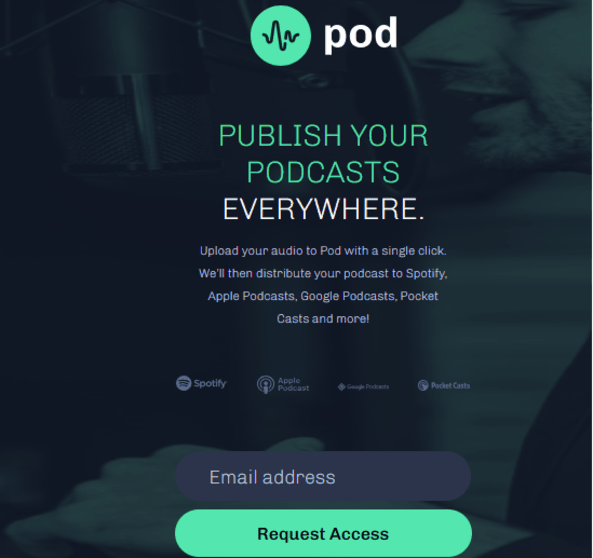 pod
PUBLISH YOUR
PODCASTS
EVERYWHERE.
Upload your audio to Pod with a single click.
We'll then distribute your podcast to Spotify,
Apple Podcasts, Google Podcasts, Pocket
Casts and more!
Spotify
Apple
Podcast
Google Podcasts
Pocket Casts
Email address
Request Access